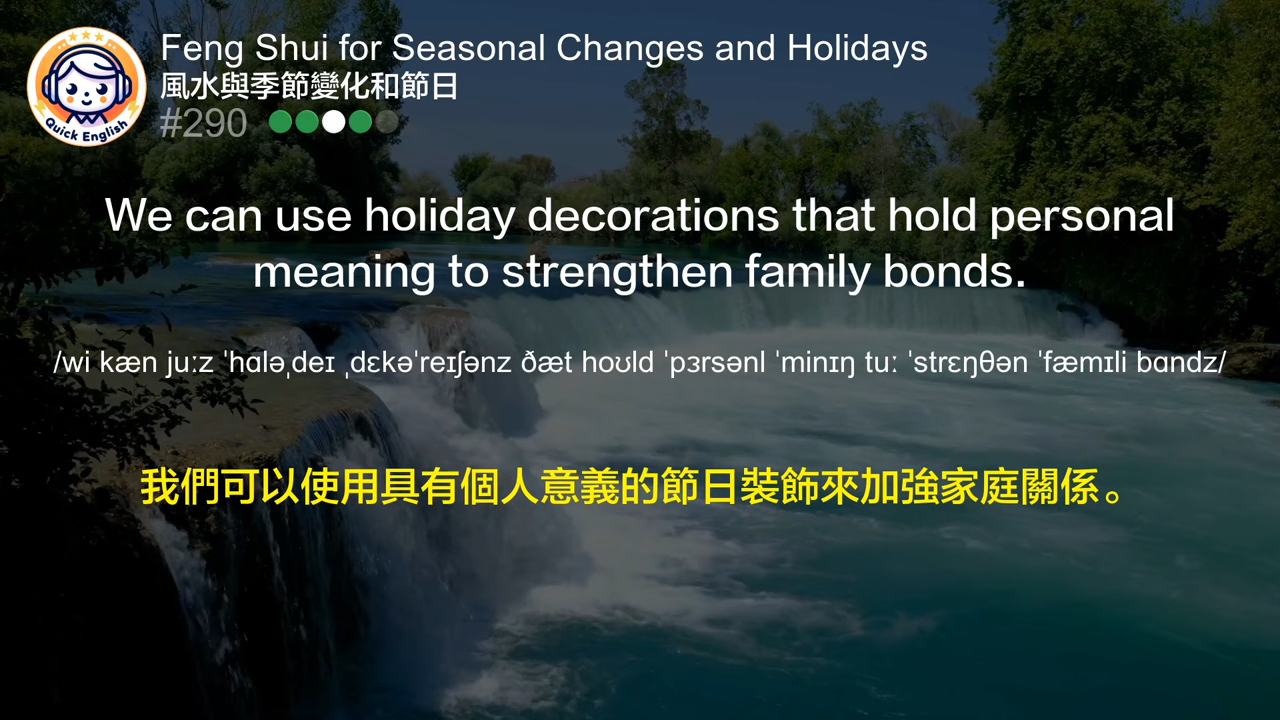 Quick English
Feng Shui for Seasonal Changes and Holidays
風水與季節變化和節日
#290
We can use holiday decorations that hold personal
meaning to strengthen family bonds.
/wi kæn juːz ˈhɑləˌdeɪ ˌdɛkəˈreɪʃənz ðæt hoʊld ˈpɜrsənl ˈminɪŋ tuː ˈstrɛŋθən ˈfæmɪli bɑndz/
我們可以使用具有個人意義的節日裝飾來加強家庭關係。